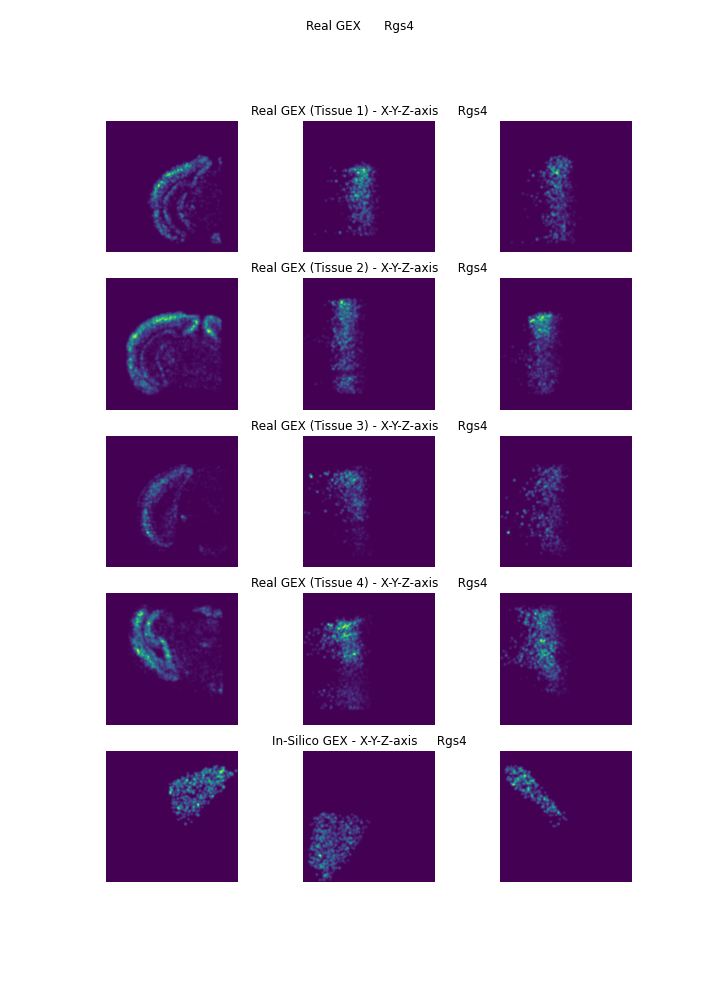 Real GEX Rgs4
Real GEX (Tissue 1) - X-Y-Z-axis Rgs4
Real GEX (Tissue 2) - X-Y-Z-axis Rgs4
Real GEX (Tissue 3) - X-Y-Z-axis Rgs4
Real GEX (Tissue 4) - X-Y-Z-axis Rgs4
In-Silico GEX - X-Y-Z-axis Rgs4